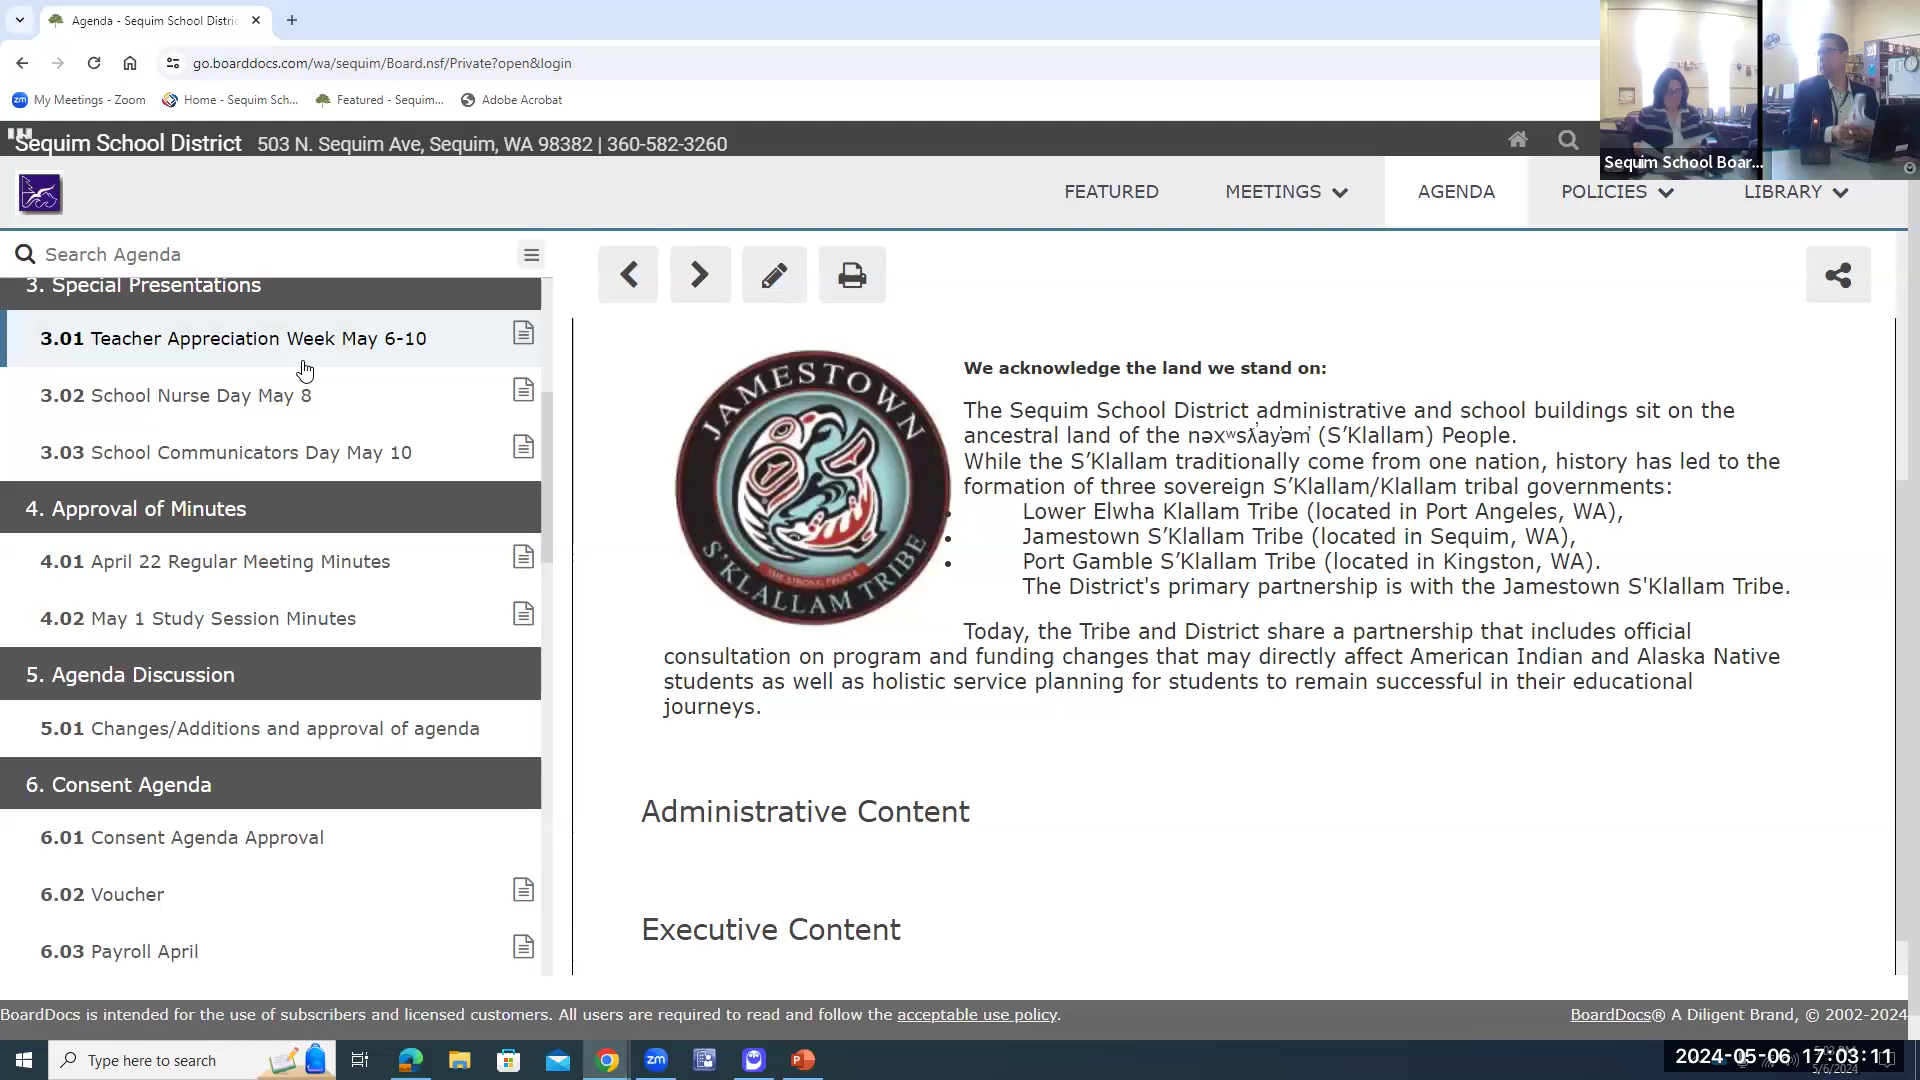 Agenda - Sequim School Distri
go.boarddocs.com/wa/sequim/Board.nsf/Private?open&login
My Meetings - Zoom
Home - Sequim Sch...
Featured - Sequim...
Adobe Acrobat
Sequim School District 503 N. Sequim Ave, Sequim, WA 98382 | 360-582-3260
Sequim School Boar...
FEATURED
MEETINGS
AGENDA
POLICIES
LIBRARY
Search Agenda
3. Special Presentations
3.01 Teacher Appreciation Week May 6-10
3.02 School Nurse Day May 8
3.03 School Communicators Day May 10
4. Approval of Minutes
4.01 April 22 Regular Meeting Minutes
4.02 May 1 Study Session Minutes
5. Agenda Discussion
5.01 Changes/Additions and approval of agenda
6. Consent Agenda
6.01 Consent Agenda Approval
6.02 Voucher
6.03 Payroll April
JAMESTOWN
THE STRONG PEOPLE
S'KLALLAM TRIBE
We acknowledge the land we stand on:
The Sequim School District administrative and school buildings sit on the
ancestral land of the nəxʷsƛ̓ay̓əm̓ (S’Klallam) People.
While the S’Klallam traditionally come from one nation, history has led to the
formation of three sovereign S’Klallam/Klallam tribal governments:
• Lower Elwha Klallam Tribe (located in Port Angeles, WA),
• Jamestown S’Klallam Tribe (located in Sequim, WA),
• Port Gamble S’Klallam Tribe (located in Kingston, WA).
The District's primary partnership is with the Jamestown S'Klallam Tribe.
Today, the Tribe and District share a partnership that includes official
consultation on program and funding changes that may directly affect American Indian and Alaska Native
students as well as holistic service planning for students to remain successful in their educational
journeys.
Administrative Content
Executive Content
BoardDocs is intended for the use of subscribers and licensed customers. All users are required to read and follow the acceptable use policy.
BoardDocs® A Diligent Brand, © 2002-2024
Type here to search
2024-05-06 17:03:11
5/6/2024